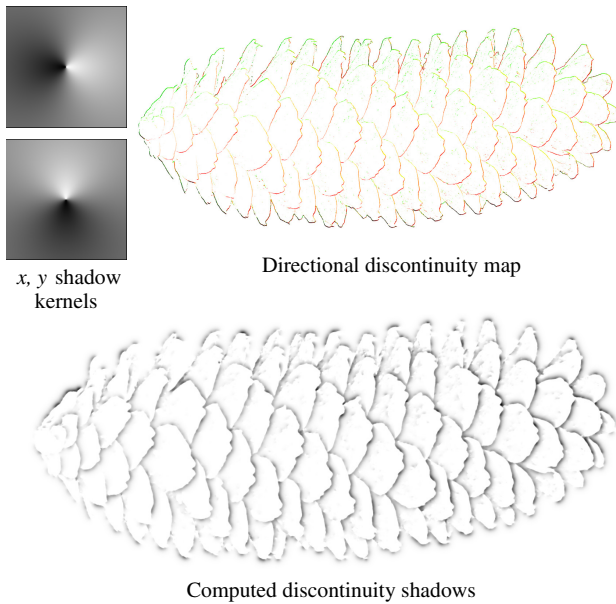 x, y shadow
kernels
Directional discontinuity map
Computed discontinuity shadows